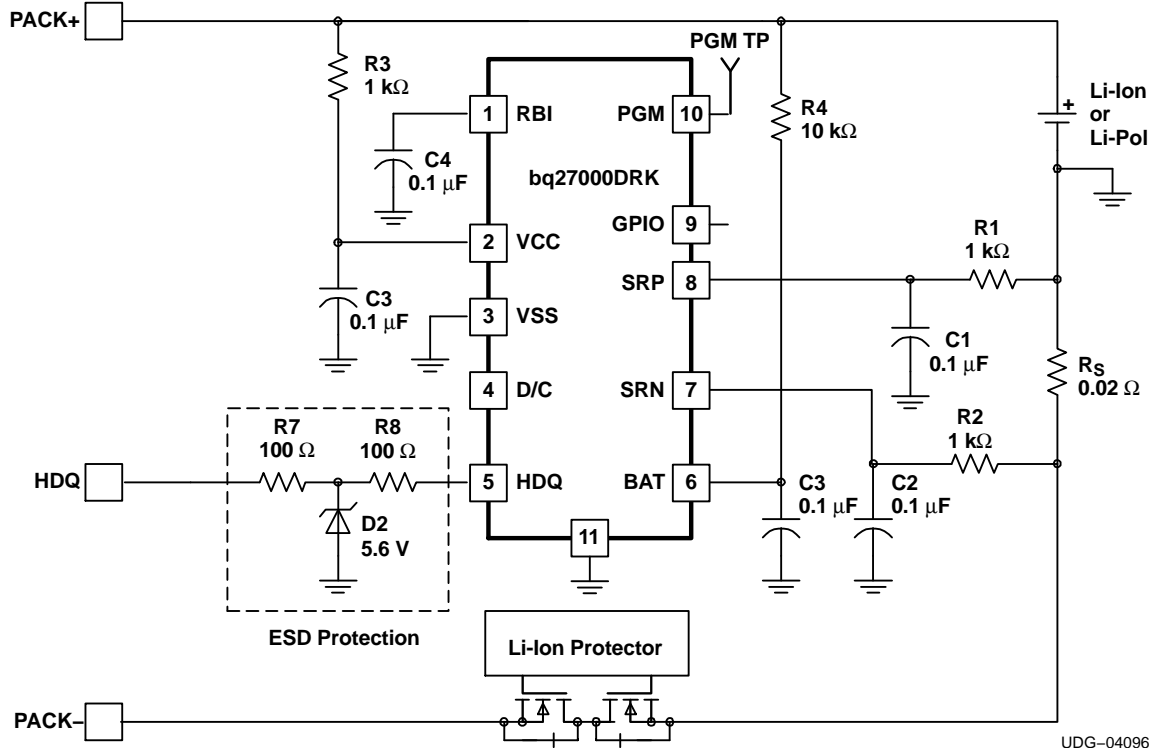 PACK+
R3
1 kΩ
PGM TP
R4
10 kΩ
+
Li-Ion
or
Li-Pol
1
RBI
PGM
10
C4
0.1 μF
bq27000DRK
GPIO
9
R1
1 kΩ
2
VCC
SRP
8
C3
0.1 μF
3
VSS
C1
0.1 μF
RS
0.02 Ω
4
D/C
SRN
7
R7
100 Ω
R8
100 Ω
R2
1 kΩ
HDQ
5
HDQ
BAT
6
C3
0.1 μF
C2
0.1 μF
D2
5.6 V
11
ESD Protection
Li-Ion Protector
PACK–
UDG–04096